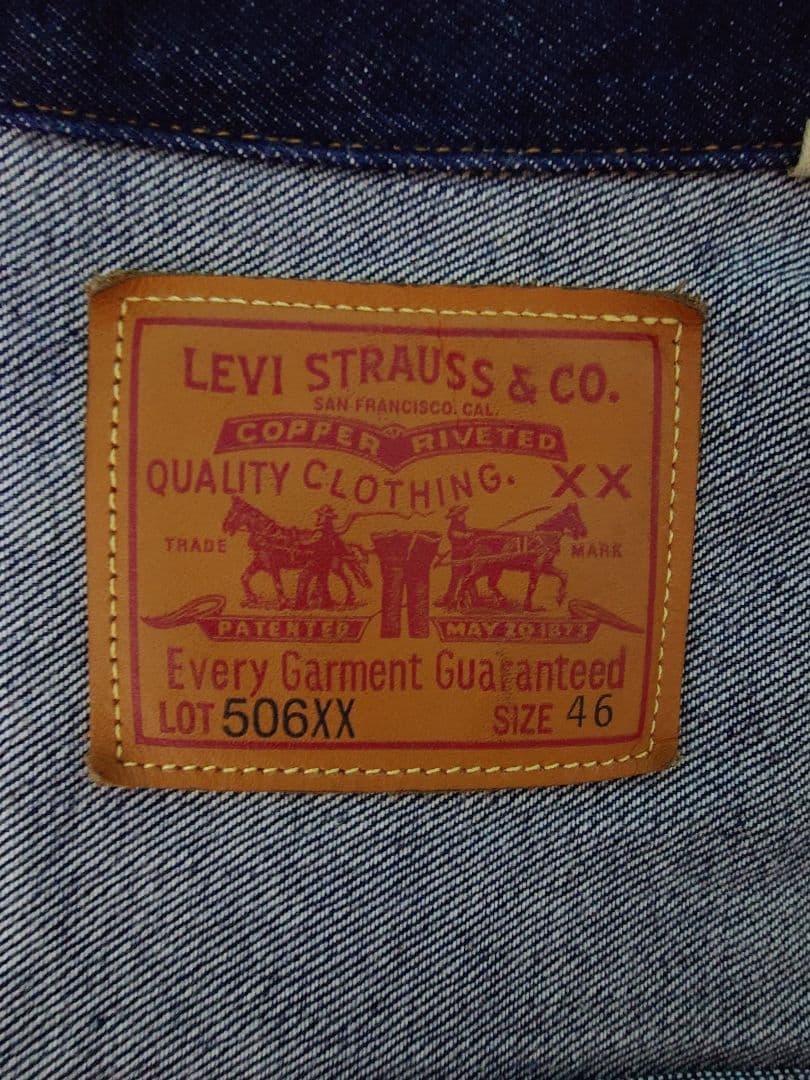 LEVI STRAUSS & CO.
SAN FRANCISCO. CAL.
COPPER RIVETED
QUALITY CLOTHING. XX
TRADE MARK
PATENTED MAY 20 1873
Every Garment Guaranteed
LOT 506XX SIZE 46